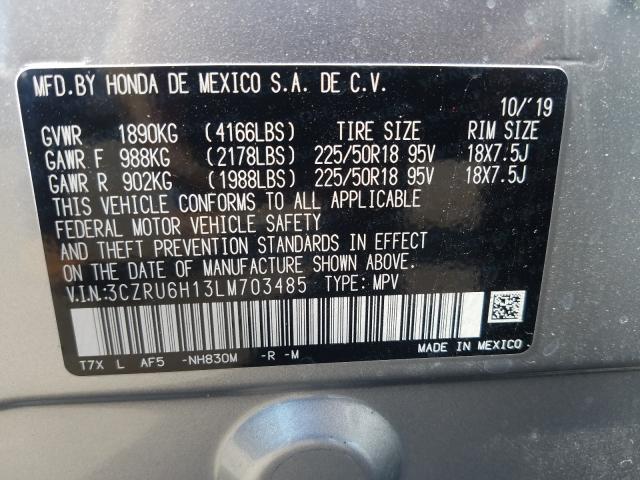 MFD.BY HONDA DE MEXICO S.A. DE C.V.
10/'19
GVWR 1890KG (4166LBS) TIRE SIZE RIM SIZE
GAWR F 988KG (2178LBS) 225/50R18 95V 18X7.5J
GAWR R 902KG (1988LBS) 225/50R18 95V 18X7.5J
THIS VEHICLE CONFORMS TO ALL APPLICABLE
FEDERAL MOTOR VEHICLE SAFETY
AND THEFT PREVENTION STANDARDS IN EFFECT
ON THE DATE OF MANUFACTURE SHOWN ABOVE.
V.I.N:3CZRU6H13LM703485 TYPE: MPV
T7X L AF5 -NH830M -R -M
MADE IN MEXICO